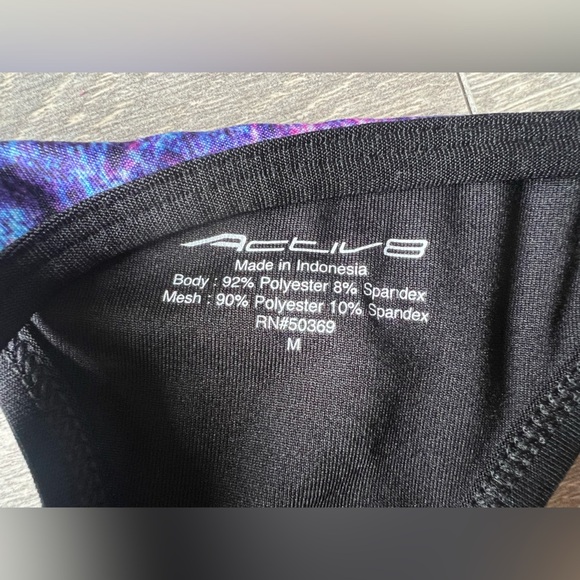 Activ8
Made in Indonesia
Body : 92% Polyester 8% Spandex
Mesh : 90% Polyester 10% Spandex
RN#50369
M